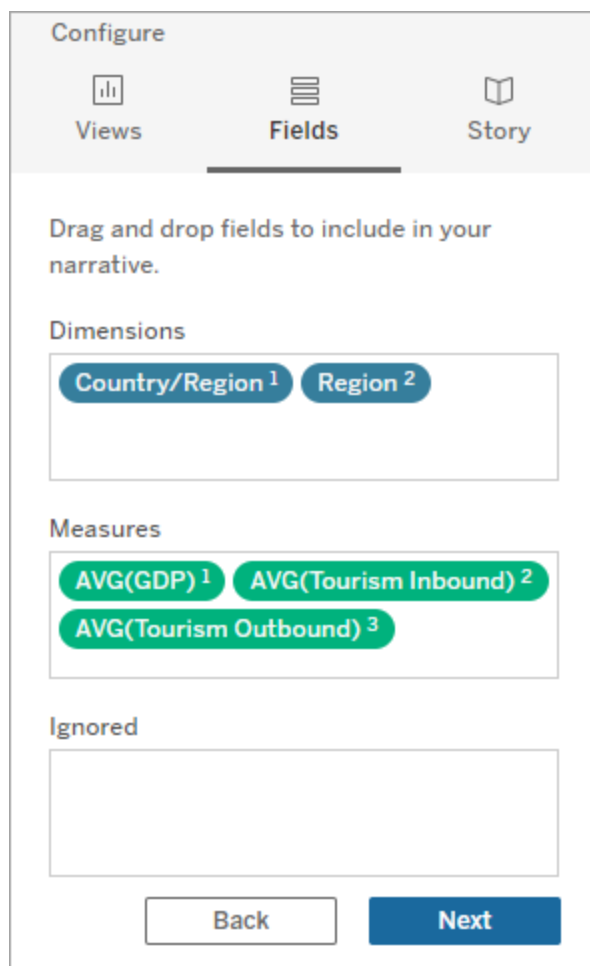 Configure
Views Fields Story
Drag and drop fields to include in your
narrative.
Dimensions
Country/Region 1 Region 2
Measures
AVG(GDP) 1 AVG(Tourism Inbound) 2
AVG(Tourism Outbound) 3
Ignored
Back Next